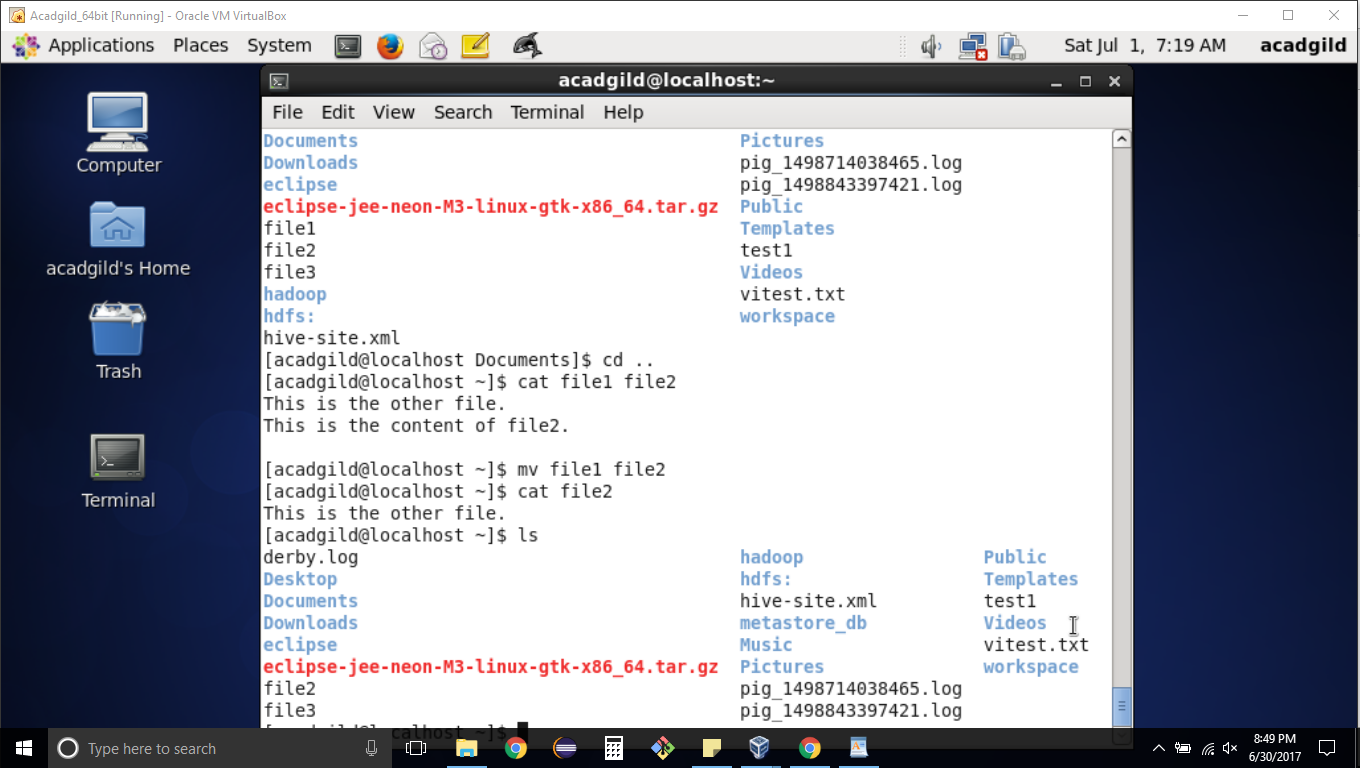 Acadgild_64bit [Running] - Oracle VM VirtualBox
Applications Places System Sat Jul 1, 7:19 AM acadgild
acadgild@localhost:~
File Edit View Search Terminal Help
Computer
acadgild's Home
Trash
Terminal
Documents Pictures
Downloads pig_1498714038465.log
eclipse pig_1498843397421.log
eclipse-jee-neon-M3-linux-gtk-x86_64.tar.gz Public
file1 Templates
file2 test1
file3 Videos
hadoop vitest.txt
hdfs: workspace
hive-site.xml
[acadgild@localhost Documents]$ cd ..
[acadgild@localhost ~]$ cat file1 file2
This is the other file.
This is the content of file2.
[acadgild@localhost ~]$ mv file1 file2
[acadgild@localhost ~]$ cat file2
This is the other file.
[acadgild@localhost ~]$ ls
derby.log hadoop Public
Desktop hdfs: Templates
Documents hive-site.xml test1
Downloads metastore_db Videos
eclipse Music vitest.txt
eclipse-jee-neon-M3-linux-gtk-x86_64.tar.gz Pictures workspace
file2 pig_1498714038465.log
file3 pig_1498843397421.log
[acadgild@localhost ~]$
Type here to search
8:49 PM
6/30/2017